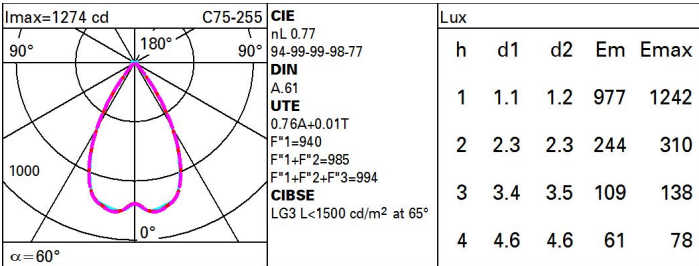 Imax=1274 cd C75-255
90° 180° 90°
1000
0°
α=60°
CIE
nL 0.77
94-99-99-98-77
DIN
A.61
UTE
0.76A+0.01T
F"1=940
F"1+F"2=985
F"1+F"2+F"3=994
CIBSE
LG3 L<1500 cd/m² at 65°
Lux
h d1 d2 Em Emax
1 1.1 1.2 977 1242
2 2.3 2.3 244 310
3 3.4 3.5 109 138
4 4.6 4.6 61 78